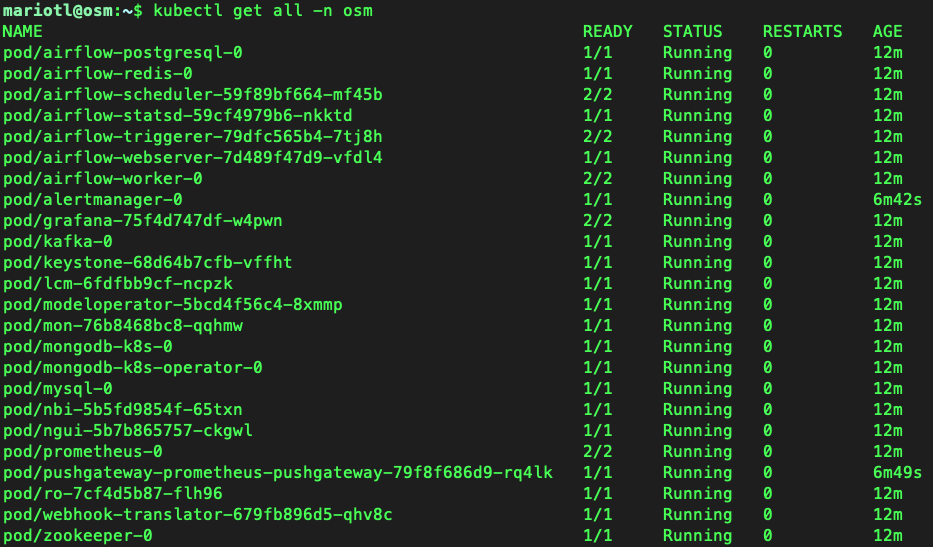 mariotl@osm:~$ kubectl get all -n osm
NAME READY STATUS RESTARTS AGE
pod/airflow-postgresql-0 1/1 Running 0 12m
pod/airflow-redis-0 1/1 Running 0 12m
pod/airflow-scheduler-59f89bf664-mf45b 2/2 Running 0 12m
pod/airflow-statsd-59cf4979b6-nkktd 1/1 Running 0 12m
pod/airflow-triggerer-79dfc565b4-7tj8h 2/2 Running 0 12m
pod/airflow-webserver-7d489f47d9-vfdl4 1/1 Running 0 12m
pod/airflow-worker-0 2/2 Running 0 12m
pod/alertmanager-0 1/1 Running 0 6m42s
pod/grafana-75f4d747df-w4pwn 2/2 Running 0 12m
pod/kafka-0 1/1 Running 0 12m
pod/keystone-68d64b7cfb-vffht 1/1 Running 0 12m
pod/lcm-6fdfbb9cf-ncpzk 1/1 Running 0 12m
pod/modeloperator-5bcd4f56c4-8xmmp 1/1 Running 0 12m
pod/mon-76b8468bc8-qqhmw 1/1 Running 0 12m
pod/mongodb-k8s-0 1/1 Running 0 12m
pod/mongodb-k8s-operator-0 1/1 Running 0 12m
pod/mysql-0 1/1 Running 0 12m
pod/nbi-5b5fd9854f-65txn 1/1 Running 0 12m
pod/ngui-5b7b865757-ckgwl 1/1 Running 0 12m
pod/prometheus-0 2/2 Running 0 12m
pod/pushgateway-prometheus-pushgateway-79f8f686d9-rq4lk 1/1 Running 0 6m49s
pod/ro-7cf4d5b87-flh96 1/1 Running 0 12m
pod/webhook-translator-679fb896d5-qhv8c 1/1 Running 0 12m
pod/zookeeper-0 1/1 Running 0 12m